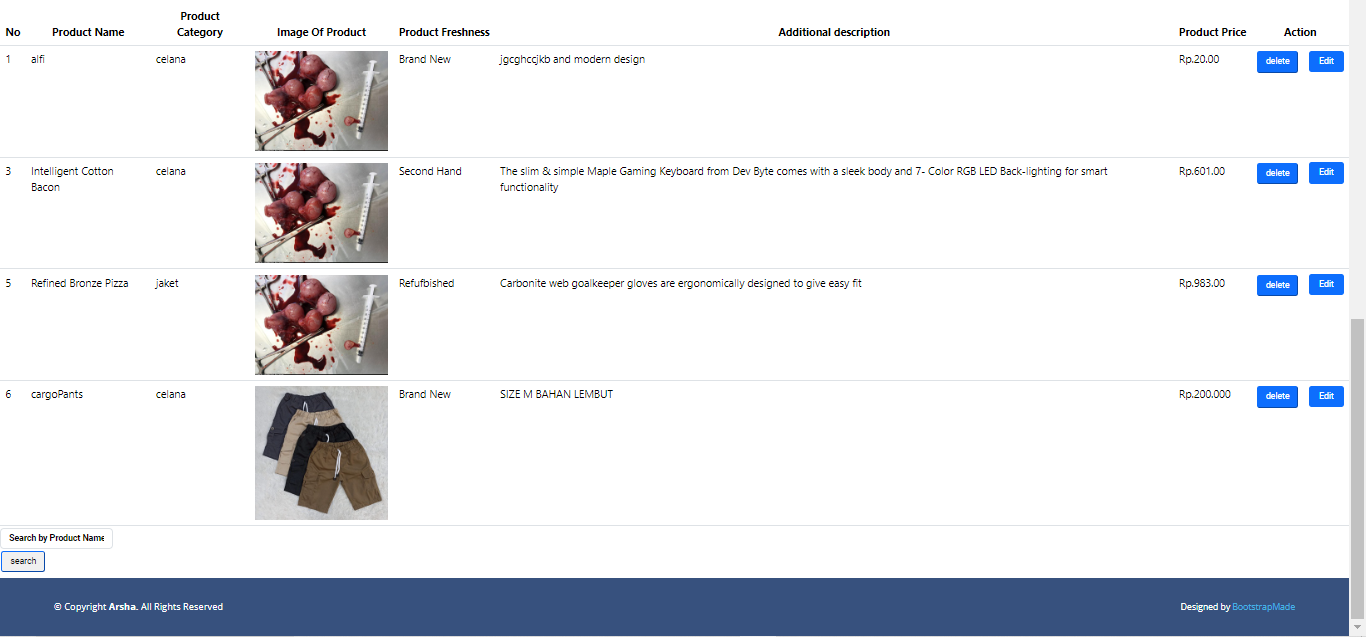 No Product Name Product Category Image Of Product Product Freshness Additional description Product Price Action
1 alfi celana Brand New jgcghccjkb and modern design Rp.20.00 delete Edit
3 Intelligent Cotton Bacon celana Second Hand The slim & simple Maple Gaming Keyboard from Dev Byte comes with a sleek body and 7- Color RGB LED Back-lighting for smart functionality Rp.601.00 delete Edit
5 Refined Bronze Pizza jaket Refufbished Carbonite web goalkeeper gloves are ergonomically designed to give easy fit Rp.983.00 delete Edit
6 cargoPants celana Brand New SIZE M BAHAN LEMBUT Rp.200.000 delete Edit
Search by Product Name
search
© Copyright Arsha. All Rights Reserved Designed by BootstrapMade